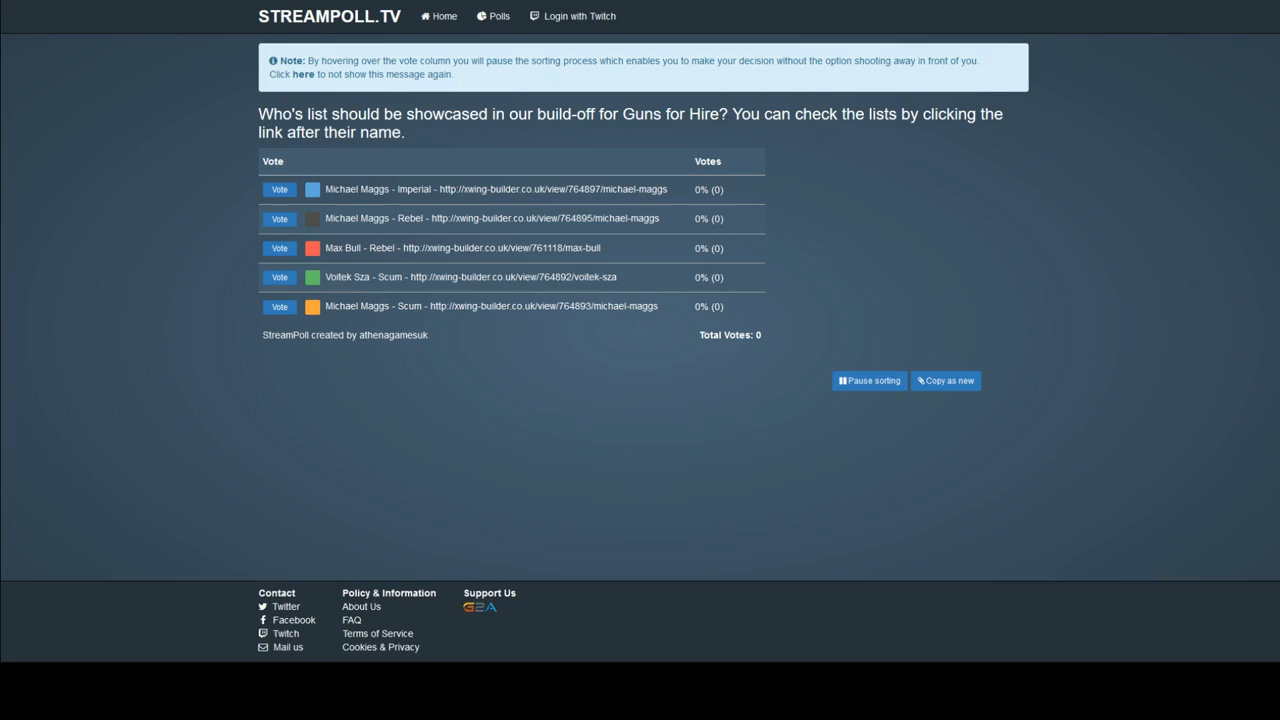 STREAMPOLL.TV Home Polls Login with Twitch
Note: By hovering over the vote column you will pause the sorting process which enables you to make your decision without the option shooting away in front of you.
Click here to not show this message again.
Who's list should be showcased in our build-off for Guns for Hire? You can check the lists by clicking the
link after their name.
Vote Votes
Vote Michael Maggs - Imperial - http://xwing-builder.co.uk/view/764897/michael-maggs 0% (0)
Vote Michael Maggs - Rebel - http://xwing-builder.co.uk/view/764895/michael-maggs 0% (0)
Vote Max Bull - Rebel - http://xwing-builder.co.uk/view/761118/max-bull 0% (0)
Vote Voitek Sza - Scum - http://xwing-builder.co.uk/view/764892/voitek-sza 0% (0)
Vote Michael Maggs - Scum - http://xwing-builder.co.uk/view/764893/michael-maggs 0% (0)
StreamPoll created by athenagamesuk Total Votes: 0
Pause sorting Copy as new
Contact Policy & Information Support Us
Twitter About Us G2A
Facebook FAQ
Twitch Terms of Service
Mail us Cookies & Privacy